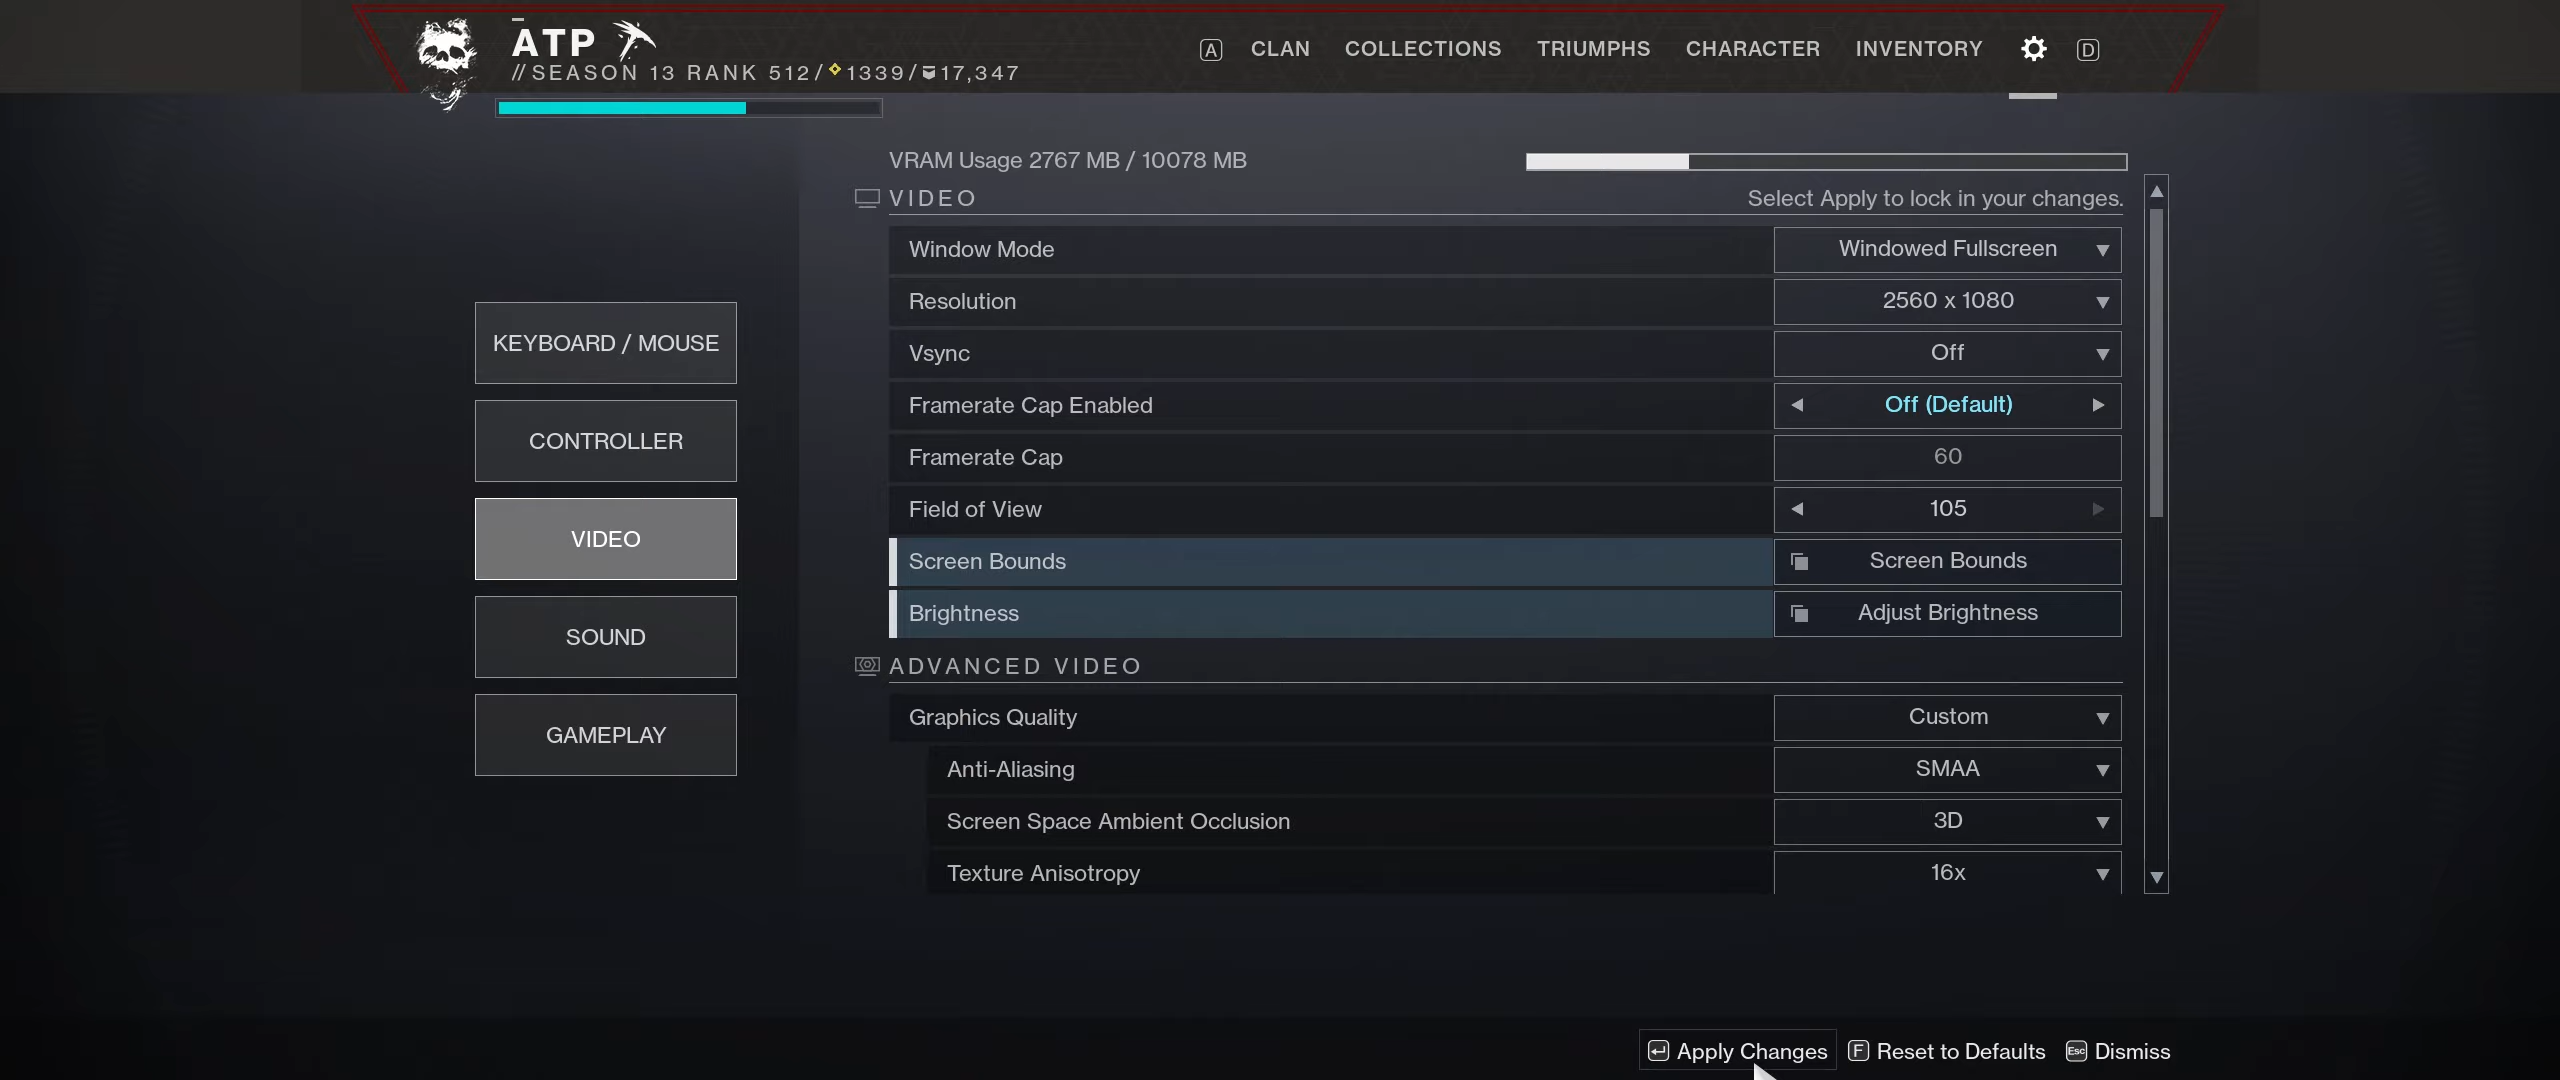 ATP
// SEASON 13 RANK 512 / 1339 / 17,347
A CLAN COLLECTIONS TRIUMPHS CHARACTER INVENTORY D
VRAM Usage 2767 MB / 10078 MB
VIDEO Select Apply to lock in your changes.
Window Mode Windowed Fullscreen
Resolution 2560 x 1080
Vsync Off
Framerate Cap Enabled Off (Default)
Framerate Cap 60
Field of View 105
Screen Bounds Screen Bounds
Brightness Adjust Brightness
ADVANCED VIDEO
Graphics Quality Custom
Anti-Aliasing SMAA
Screen Space Ambient Occlusion 3D
Texture Anisotropy 16x
KEYBOARD / MOUSE
CONTROLLER
VIDEO
SOUND
GAMEPLAY
Apply Changes F Reset to Defaults Esc Dismiss